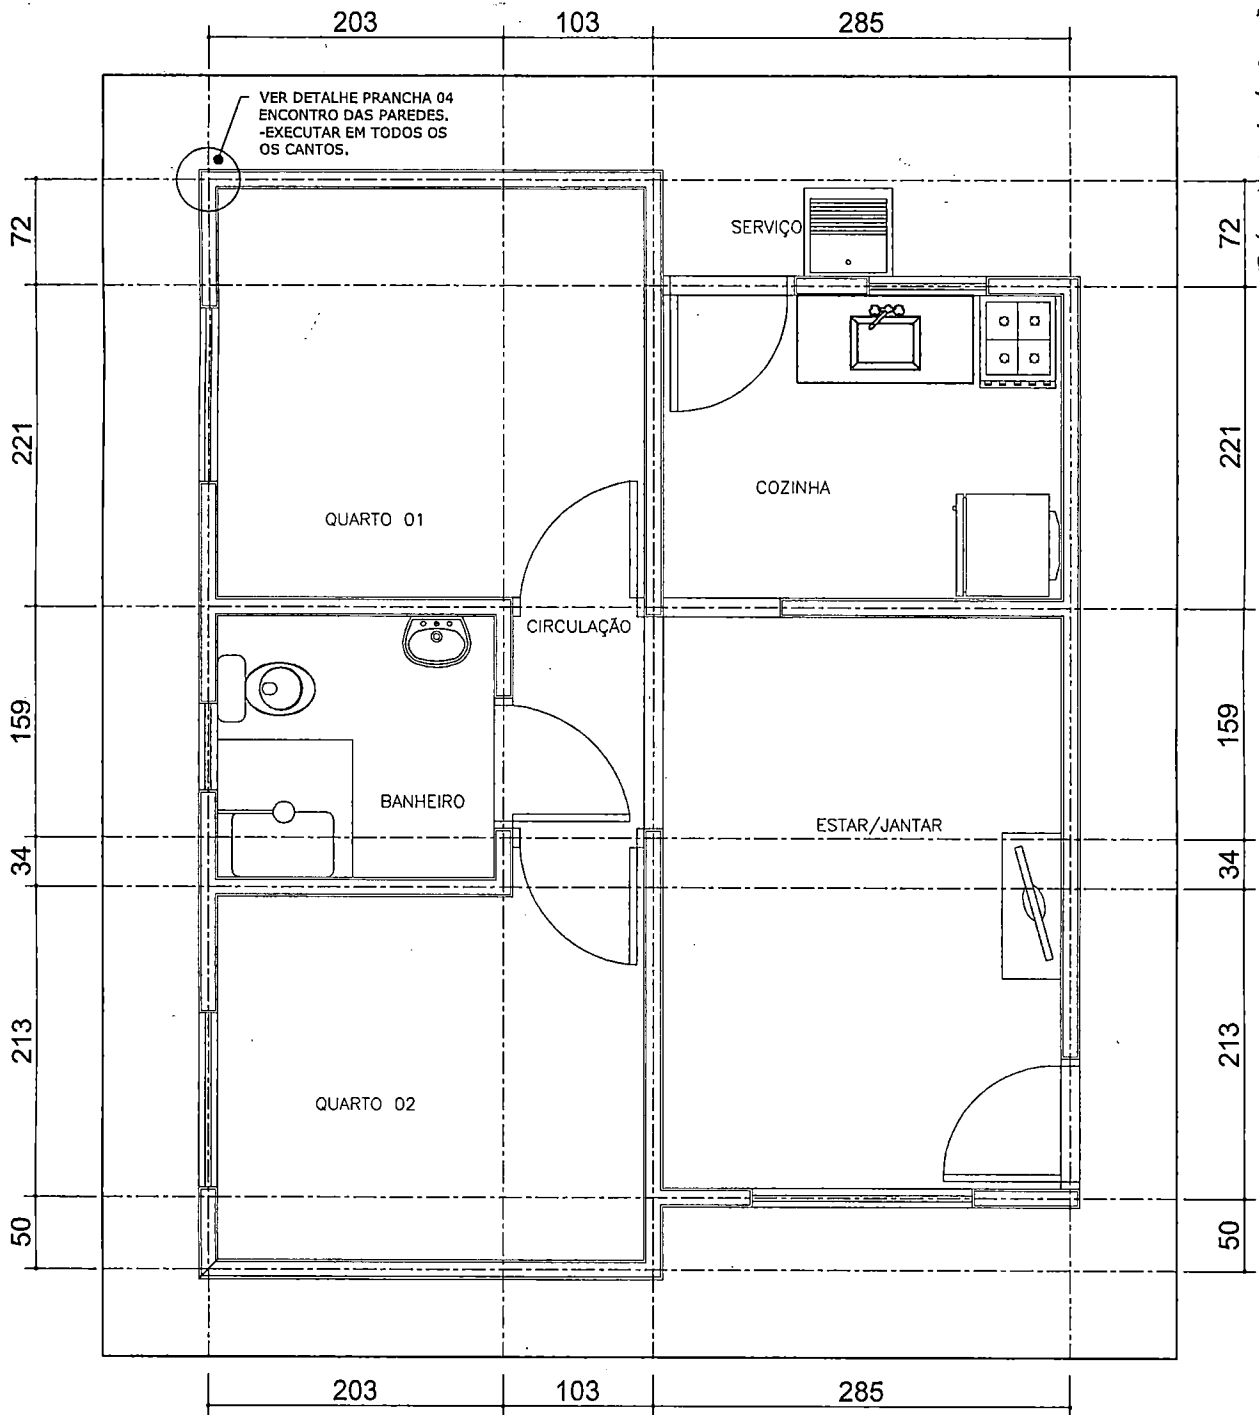 203 103 285
VER DETALHE PRANCHA 04
ENCONTRO DAS PAREDES.
-EXECUTAR EM TODOS OS
OS CANTOS.
72
SERVIÇO
72
221
COZINHA
221
QUARTO 01
CIRCULAÇÃO
159
BANHEIRO
ESTAR/JANTAR
159
34
34
213
QUARTO 02
213
50
50
203 103 285